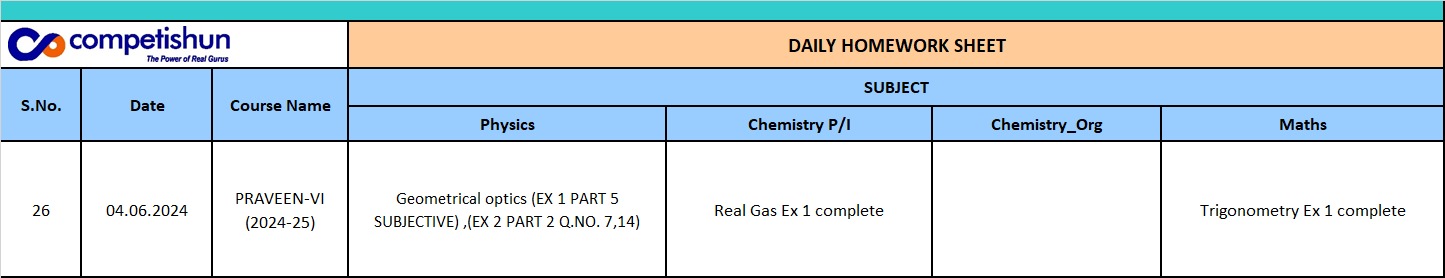 competishun
The Power of Real Gurus
DAILY HOMEWORK SHEET
S.No.
Date
Course Name
SUBJECT
Physics
Chemistry P/I
Chemistry_Org
Maths
26
04.06.2024
PRAVEEN-VI
(2024-25)
Geometrical optics (EX 1 PART 5
SUBJECTIVE) ,(EX 2 PART 2 Q.NO. 7,14)
Real Gas Ex 1 complete
Trigonometry Ex 1 complete